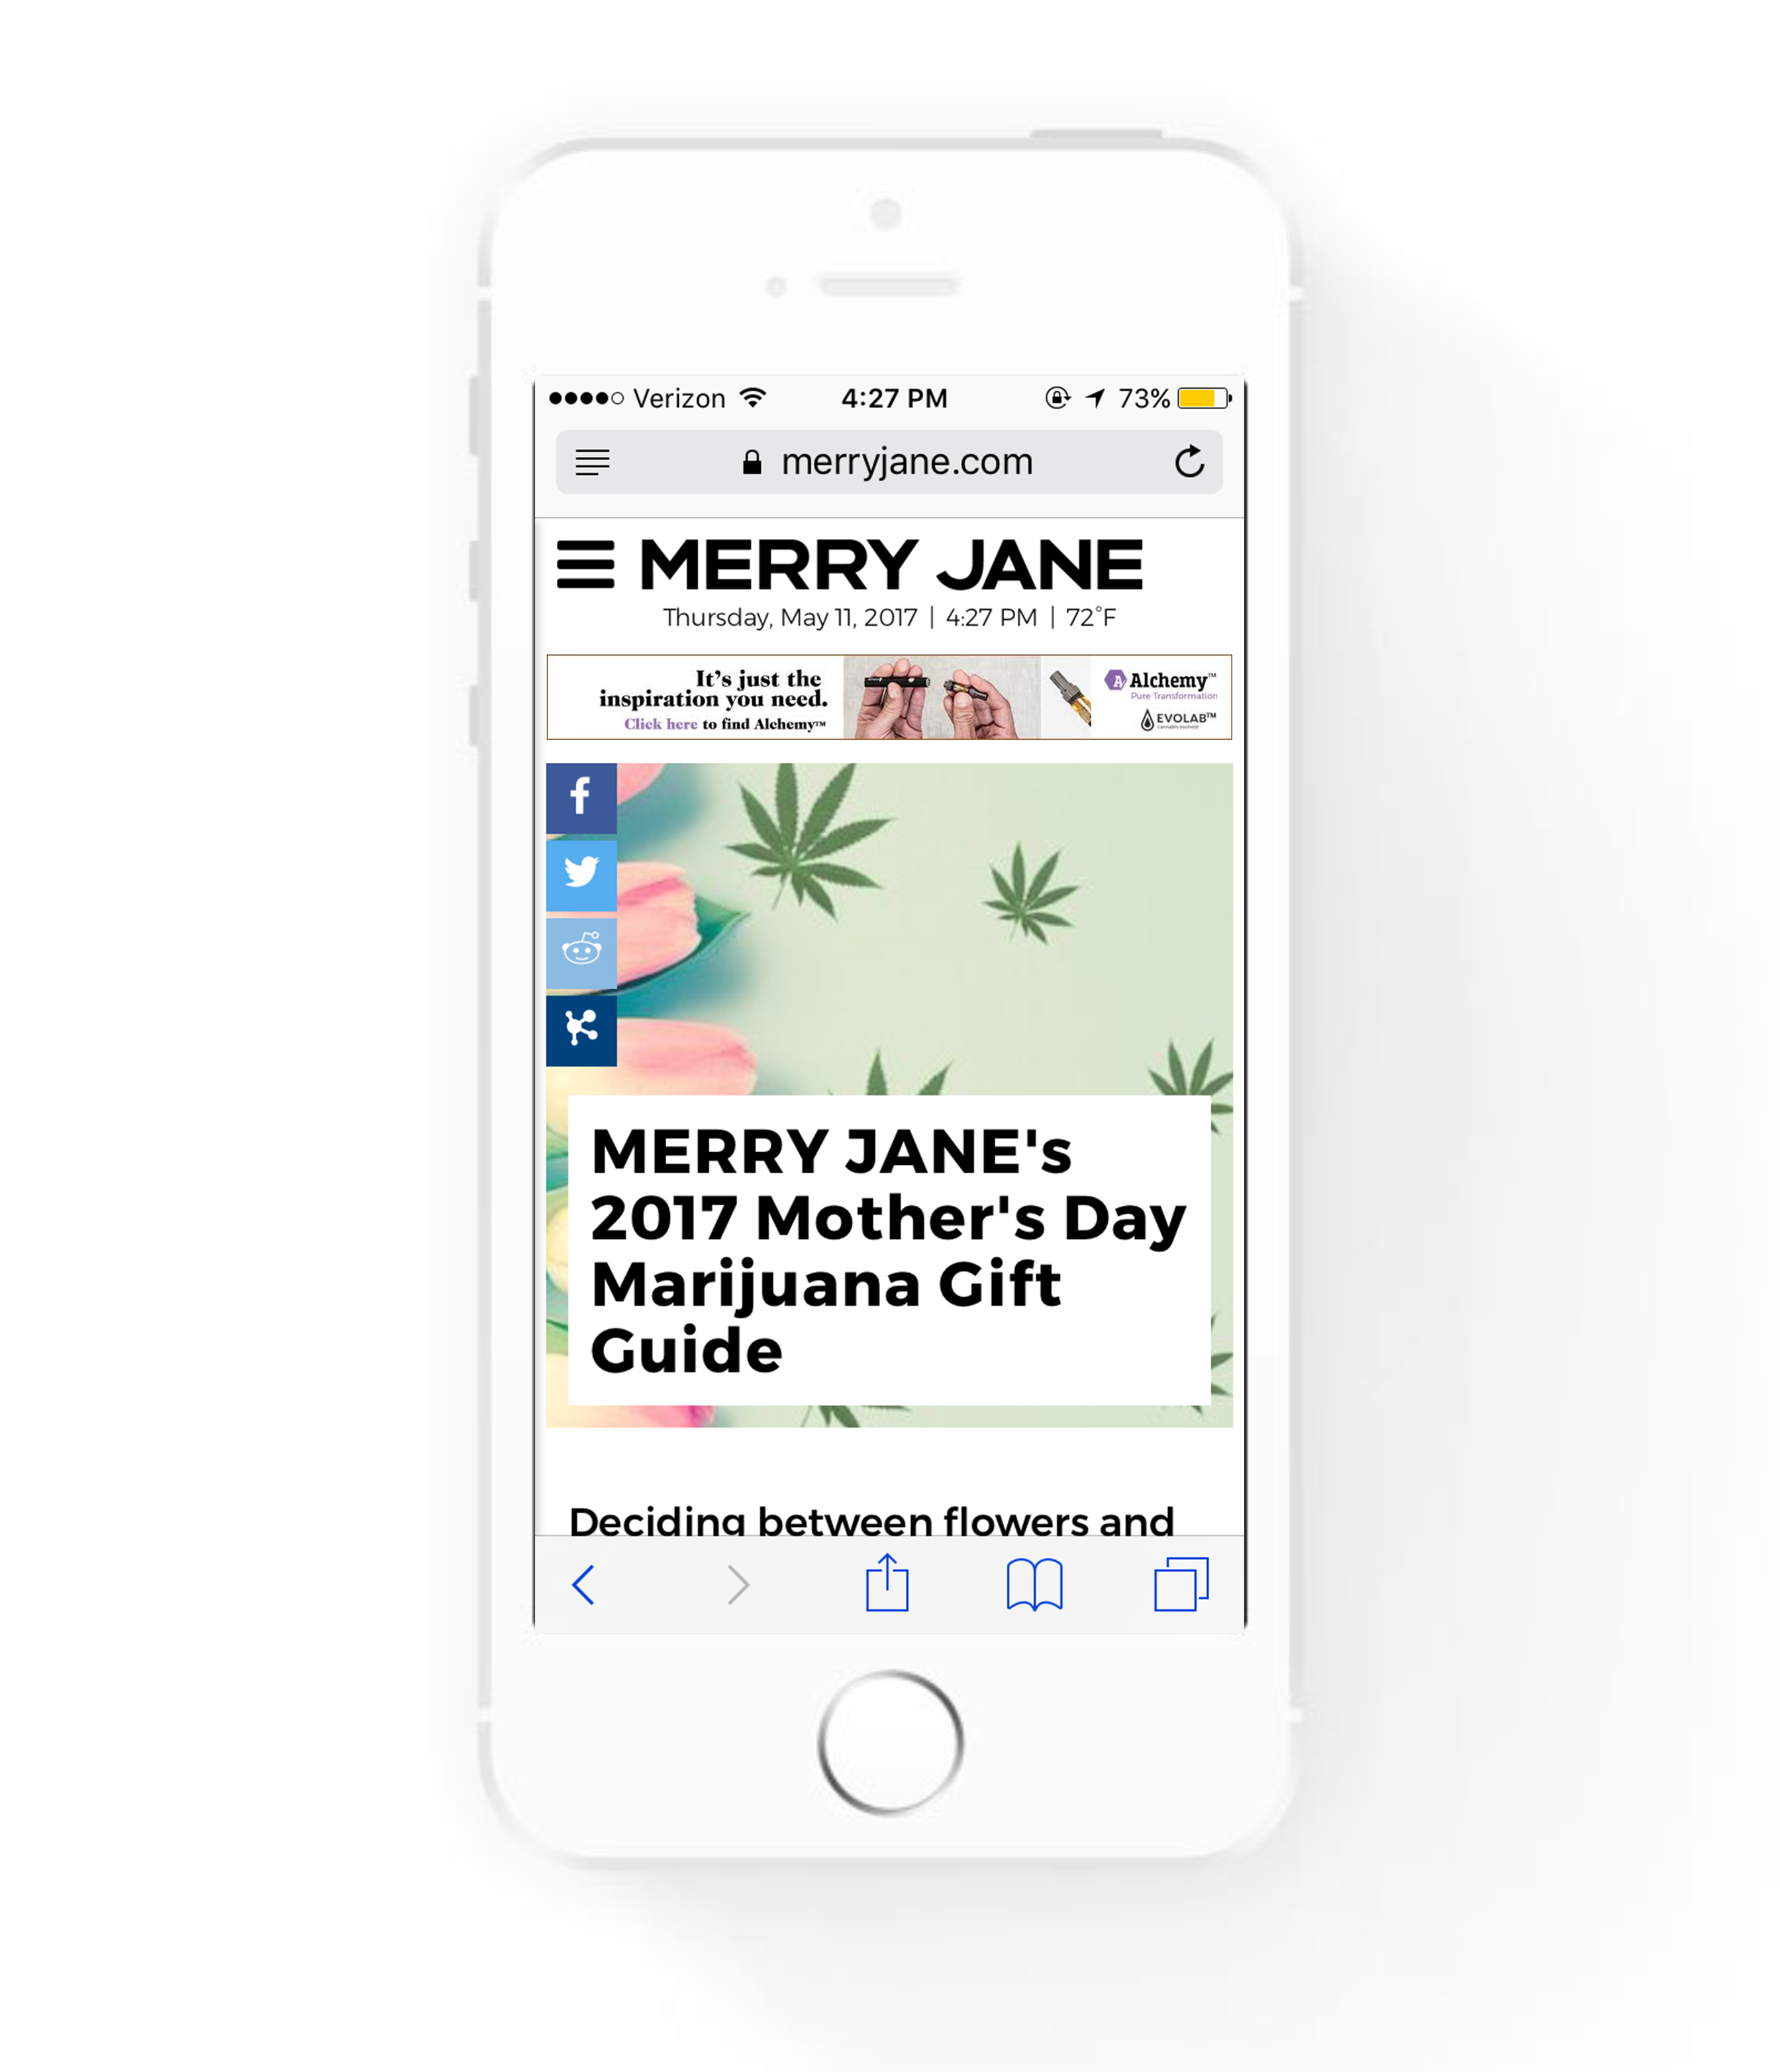 Verizon 4:27 PM 73%
merryjane.com
MERRY JANE
Thursday, May 11, 2017 | 4:27 PM | 72°F
It's just the
inspiration you need.
Click here to find Alchemy™
A Alchemy™
Pure Transformation
EVOLAB™
cannabis evolved
f
MERRY JANE's
2017 Mother's Day
Marijuana Gift
Guide
Deciding between flowers and